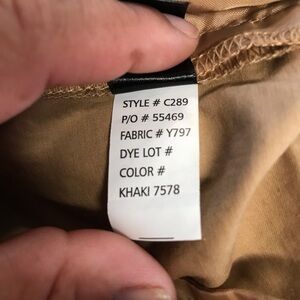 STYLE # C289
P/O # 55469
FABRIC # Y797
DYE LOT #
COLOR #
KHAKI 7578